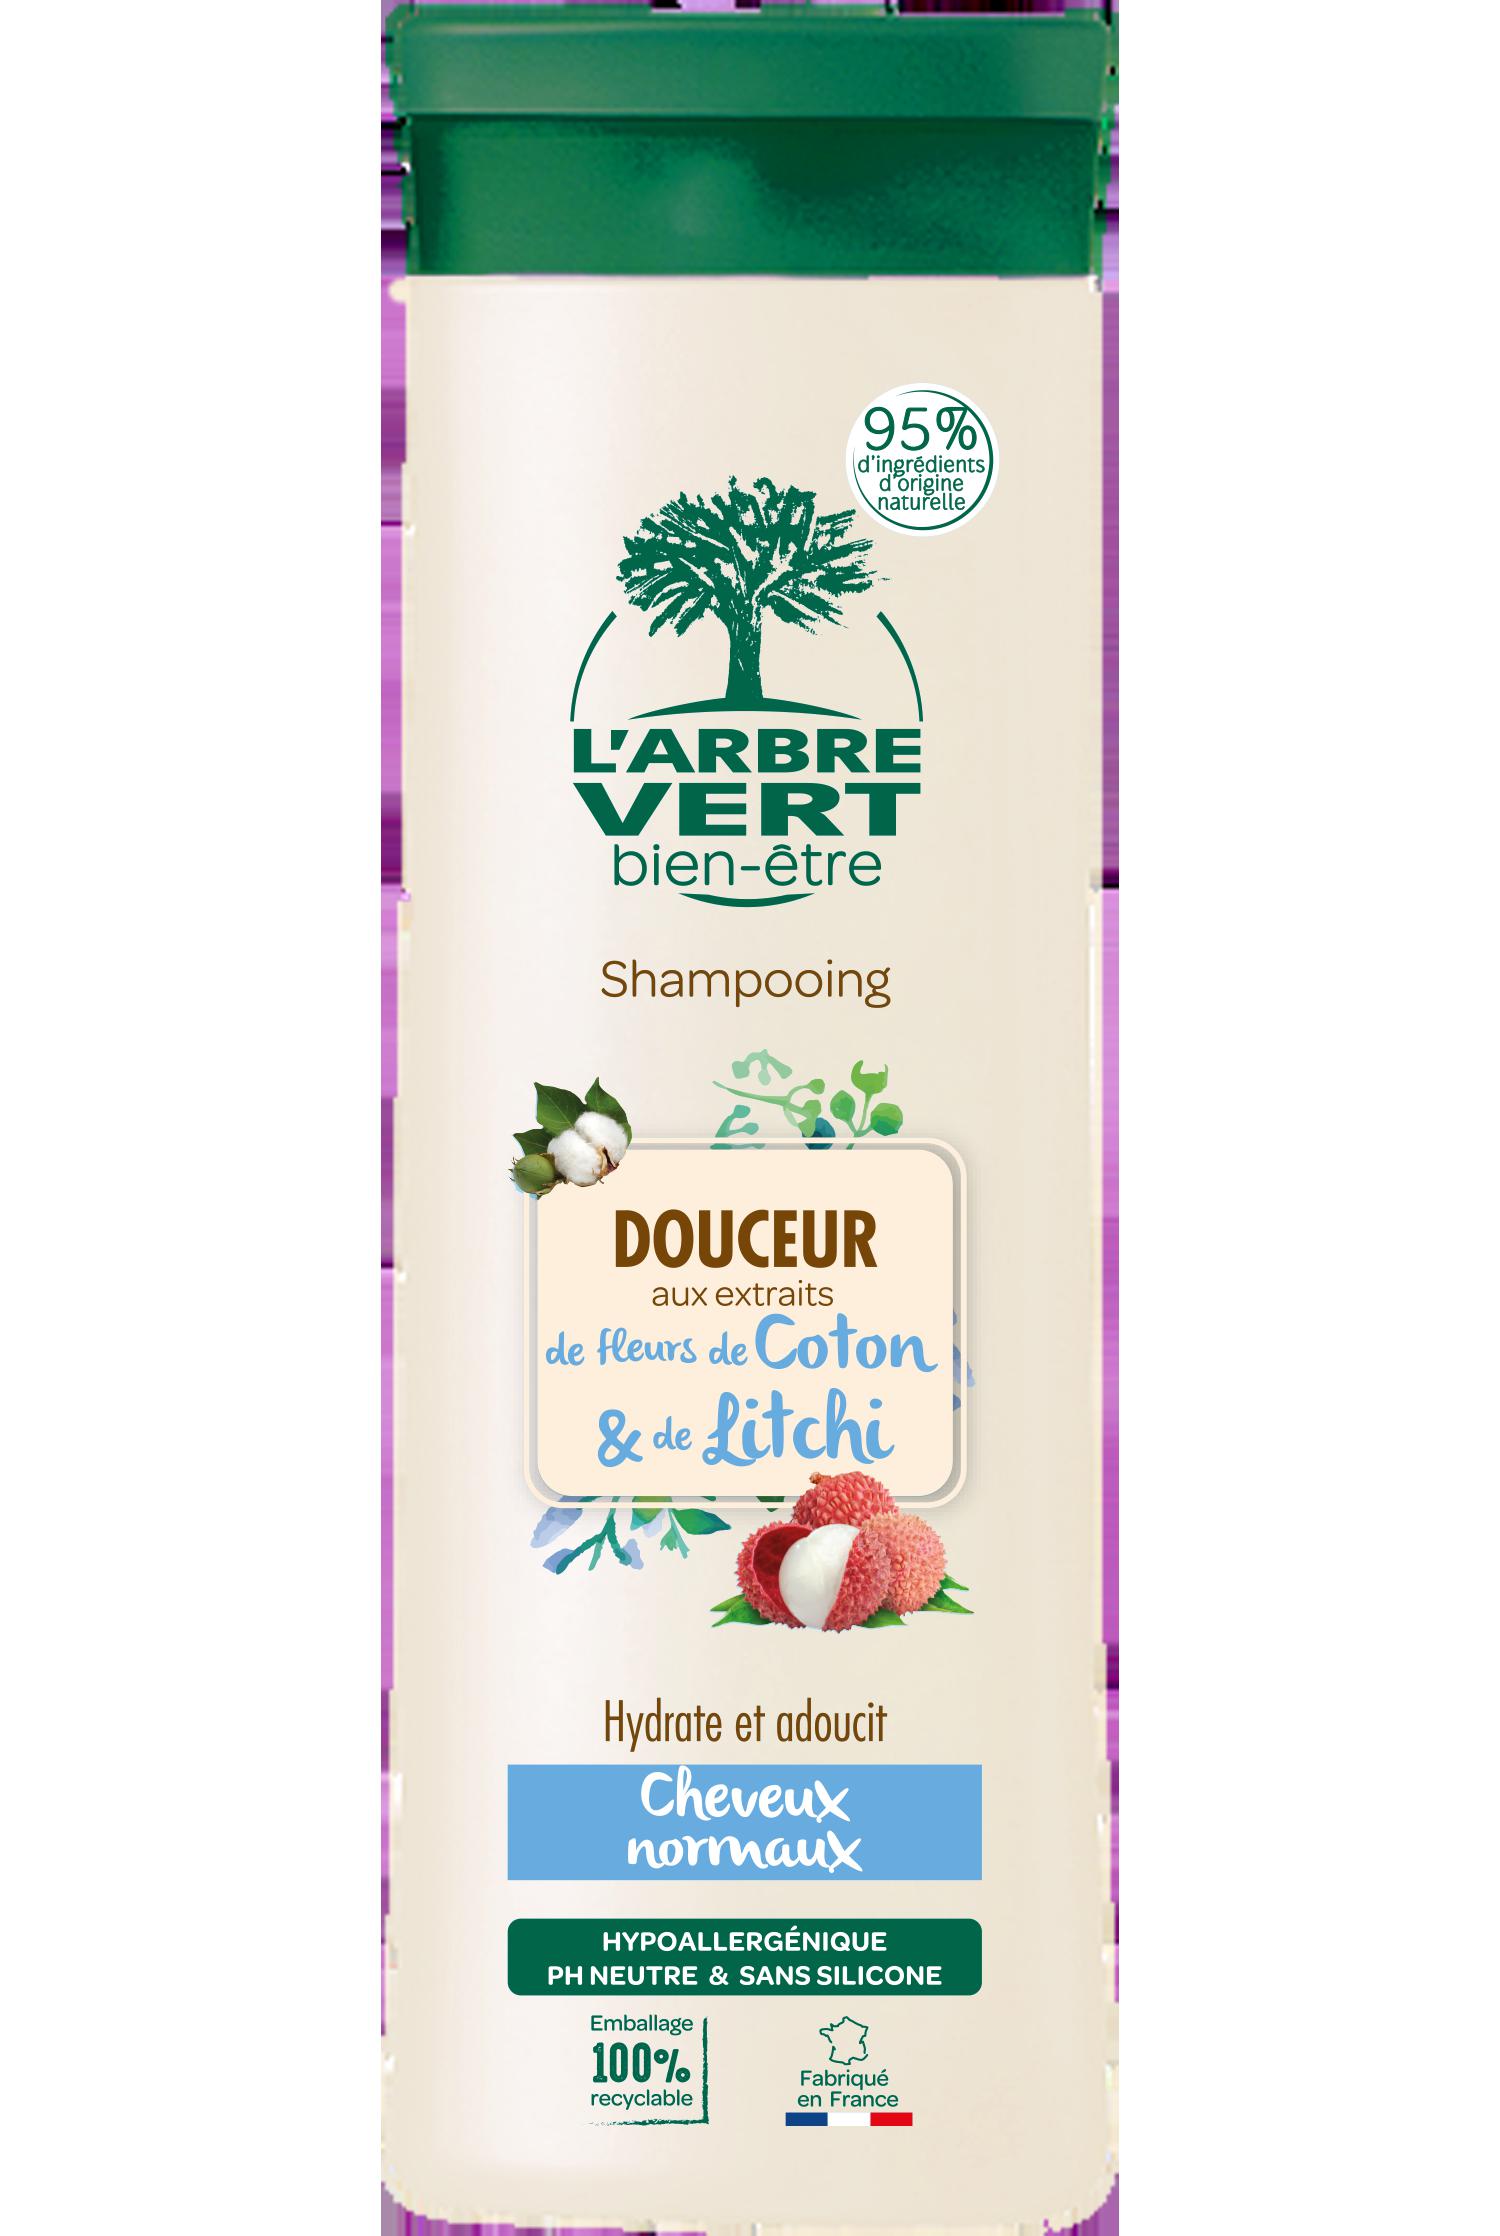 95%
d'ingrédients
d'origine
naturelle
L'ARBRE
VERT
bien-être
Shampooing
DOUCEUR
aux extraits
de fleurs de Coton
& de Litchi
Hydrate et adoucit
Cheveux
normaux
HYPOALLERGÉNIQUE
PH NEUTRE & SANS SILICONE
Emballage
100%
recyclable
Fabriqué
en France